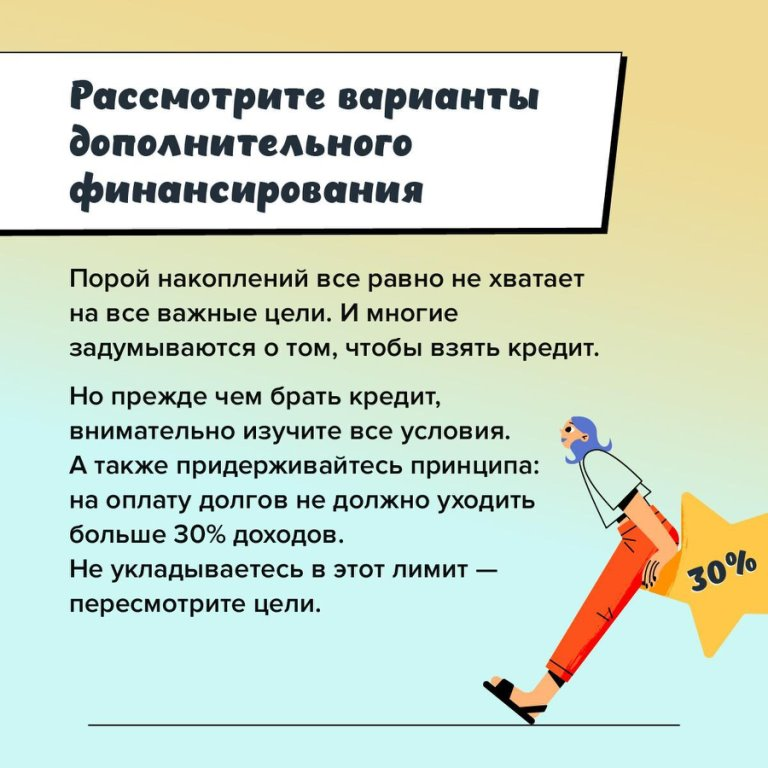 Рассмотрите варианты
дополнительного
финансирования
Порой накоплений все равно не хватает
на все важные цели. И многие
задумываются о том, чтобы взять кредит.
Но прежде чем брать кредит,
внимательно изучите все условия.
А также придерживайтесь принципа:
на оплату долгов не должно уходить
больше 30% доходов.
Не укладываетесь в этот лимит —
пересмотрите цели.
30%